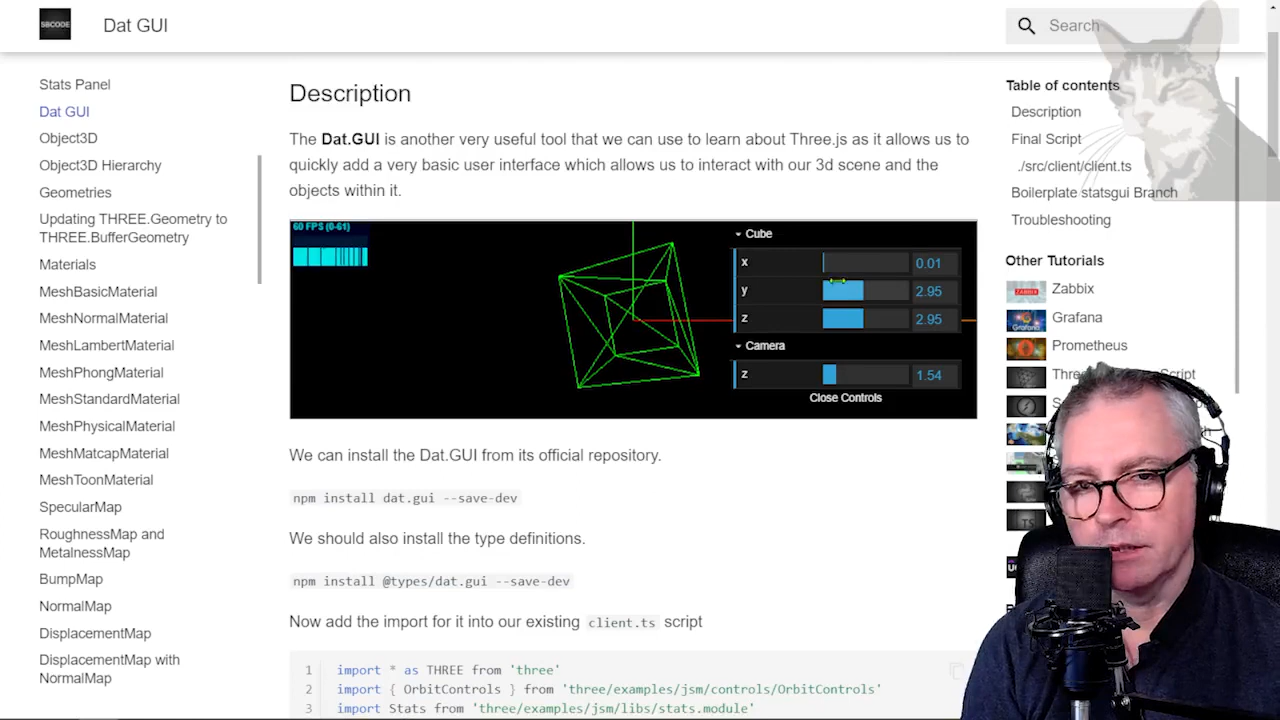 SBCODE
Dat GUI
Search
Stats Panel
Dat GUI
Object3D
Object3D Hierarchy
Geometries
Updating THREE.Geometry to
THREE.BufferGeometry
Materials
MeshBasicMaterial
MeshNormalMaterial
MeshLambertMaterial
MeshPhongMaterial
MeshStandardMaterial
MeshPhysicalMaterial
MeshMatcapMaterial
MeshToonMaterial
SpecularMap
RoughnessMap and
MetalnessMap
BumpMap
NormalMap
DisplacementMap
DisplacementMap with
NormalMap
Description
The Dat.GUI is another very useful tool that we can use to learn about Three.js as it allows us to
quickly add a very basic user interface which allows us to interact with our 3d scene and the
objects within it.
60 FPS (0-61)
Cube
x 0.01
y 2.95
z 2.95
Camera
z 1.54
Close Controls
We can install the Dat.GUI from its official repository.
npm install dat.gui --save-dev
We should also install the type definitions.
npm install @types/dat.gui --save-dev
Now add the import for it into our existing client.ts script
1 import * as THREE from 'three'
2 import { OrbitControls } from 'three/examples/jsm/controls/OrbitControls'
3 import Stats from 'three/examples/jsm/libs/stats.module'
Table of contents
Description
Final Script
./src/client/client.ts
Boilerplate statsgui Branch
Troubleshooting
Other Tutorials
ZABBIX Zabbix
Grafana Grafana
Prometheus